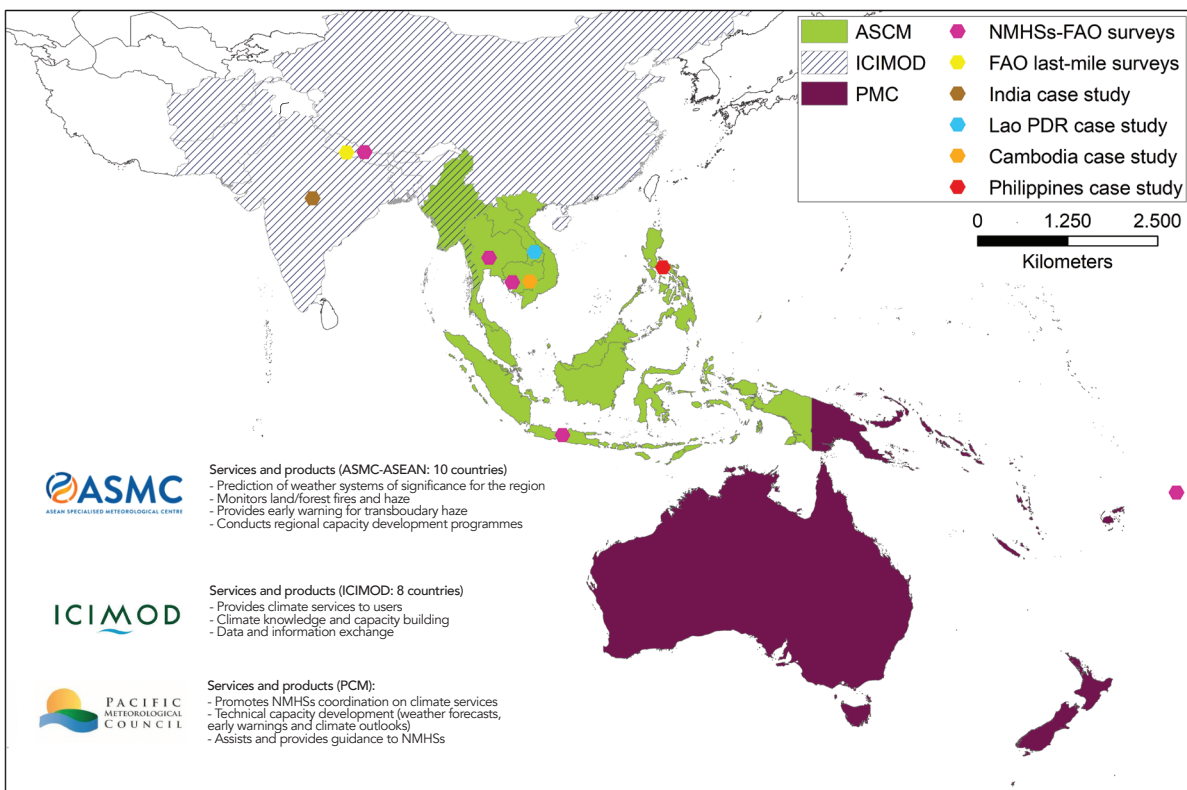 ASCM
ICIMOD
PMC
NMHSs-FAO surveys
FAO last-mile surveys
India case study
Lao PDR case study
Cambodia case study
Philippines case study
0 1.250 2.500
Kilometers
ASMC
ASEAN SPECIALISED METEOROLOGICAL CENTRE
Services and products (ASMC-ASEAN: 10 countries)
- Prediction of weather systems of significance for the region
- Monitors land/forest fires and haze
- Provides early warning for transboudary haze
- Conducts regional capacity development programmes
ICIMOD
Services and products (ICIMOD: 8 countries)
- Provides climate services to users
- Climate knowledge and capacity building
- Data and information exchange
PACIFIC
METEOROLOGICAL
COUNCIL
Services and products (PCM):
- Promotes NMHSs coordination on climate services
- Technical capacity development (weather forecasts,
early warnings and climate outlooks)
- Assists and provides guidance to NMHSs